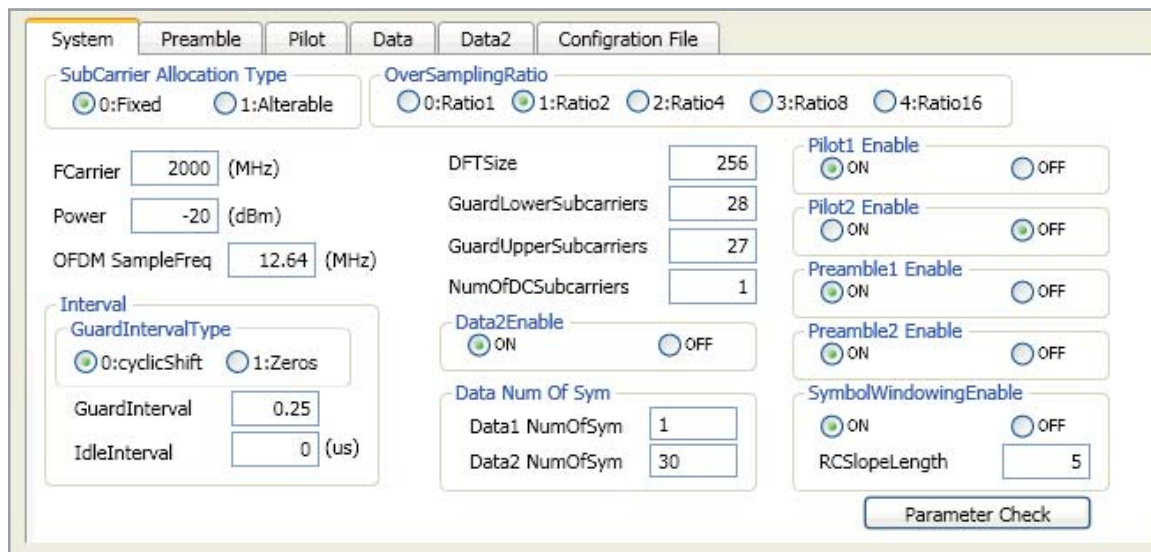 System Preamble Pilot Data Data2 Configration File
SubCarrier Allocation Type
0:Fixed 1:Alterable
OverSamplingRatio
0:Ratio1 1:Ratio2 2:Ratio4 3:Ratio8 4:Ratio16
FCarrier 2000 (MHz)
Power -20 (dBm)
OFDM SampleFreq 12.64 (MHz)
Interval
GuardIntervalType
0:cyclicShift 1:Zeros
GuardInterval 0.25
IdleInterval 0 (us)
DFTSize 256
GuardLowerSubcarriers 28
GuardUpperSubcarriers 27
NumOfDCSubcarriers 1
Data2Enable
ON OFF
Data Num Of Sym
Data1 NumOfSym 1
Data2 NumOfSym 30
Pilot1 Enable
ON OFF
Pilot2 Enable
ON OFF
Preamble1 Enable
ON OFF
Preamble2 Enable
ON OFF
SymbolWindowingEnable
ON OFF
RCSlopeLength 5
Parameter Check